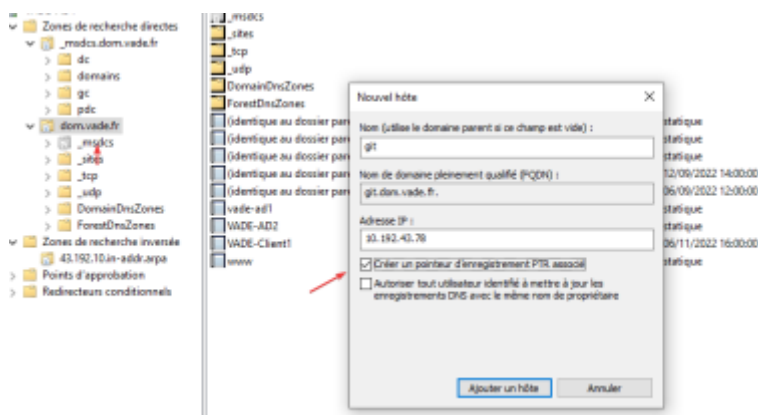 Zones de recherche directes
_msdcs.dom.vade.fr
dc
domains
gc
pdc
dom.vade.fr
_msdcs
_sites
_tcp
_udp
DomainDnsZones
ForestDnsZones
Zones de recherche inversée
43.192.10.in-addr.arpa
Points d'approbation
Redirecteurs conditionnels
_msdcs
_sites
_tcp
_udp
DomainDnsZones
ForestDnsZones
(identique au dossier par
(identique au dossier par
(identique au dossier par
(identique au dossier par
(identique au dossier par
vade-ad1
VADE-AD2
VADE-Client1
www
Nouvel hôte
Nom (utilise le domaine parent si ce champ est vide) :
git
Nom de domaine pleinement qualifié (FQDN) :
git.dom.vade.fr.
Adresse IP :
10.192.43.78
Créer un pointeur d'enregistrement PTR associé
Autoriser tout utilisateur identifié à mettre à jour les
enregistrements DNS avec le même nom de propriétaire
Ajouter un hôte
Annuler
statique
statique
statique
12/09/2022 14:00:00
06/09/2022 12:00:00
statique
statique
06/11/2022 16:00:00
statique